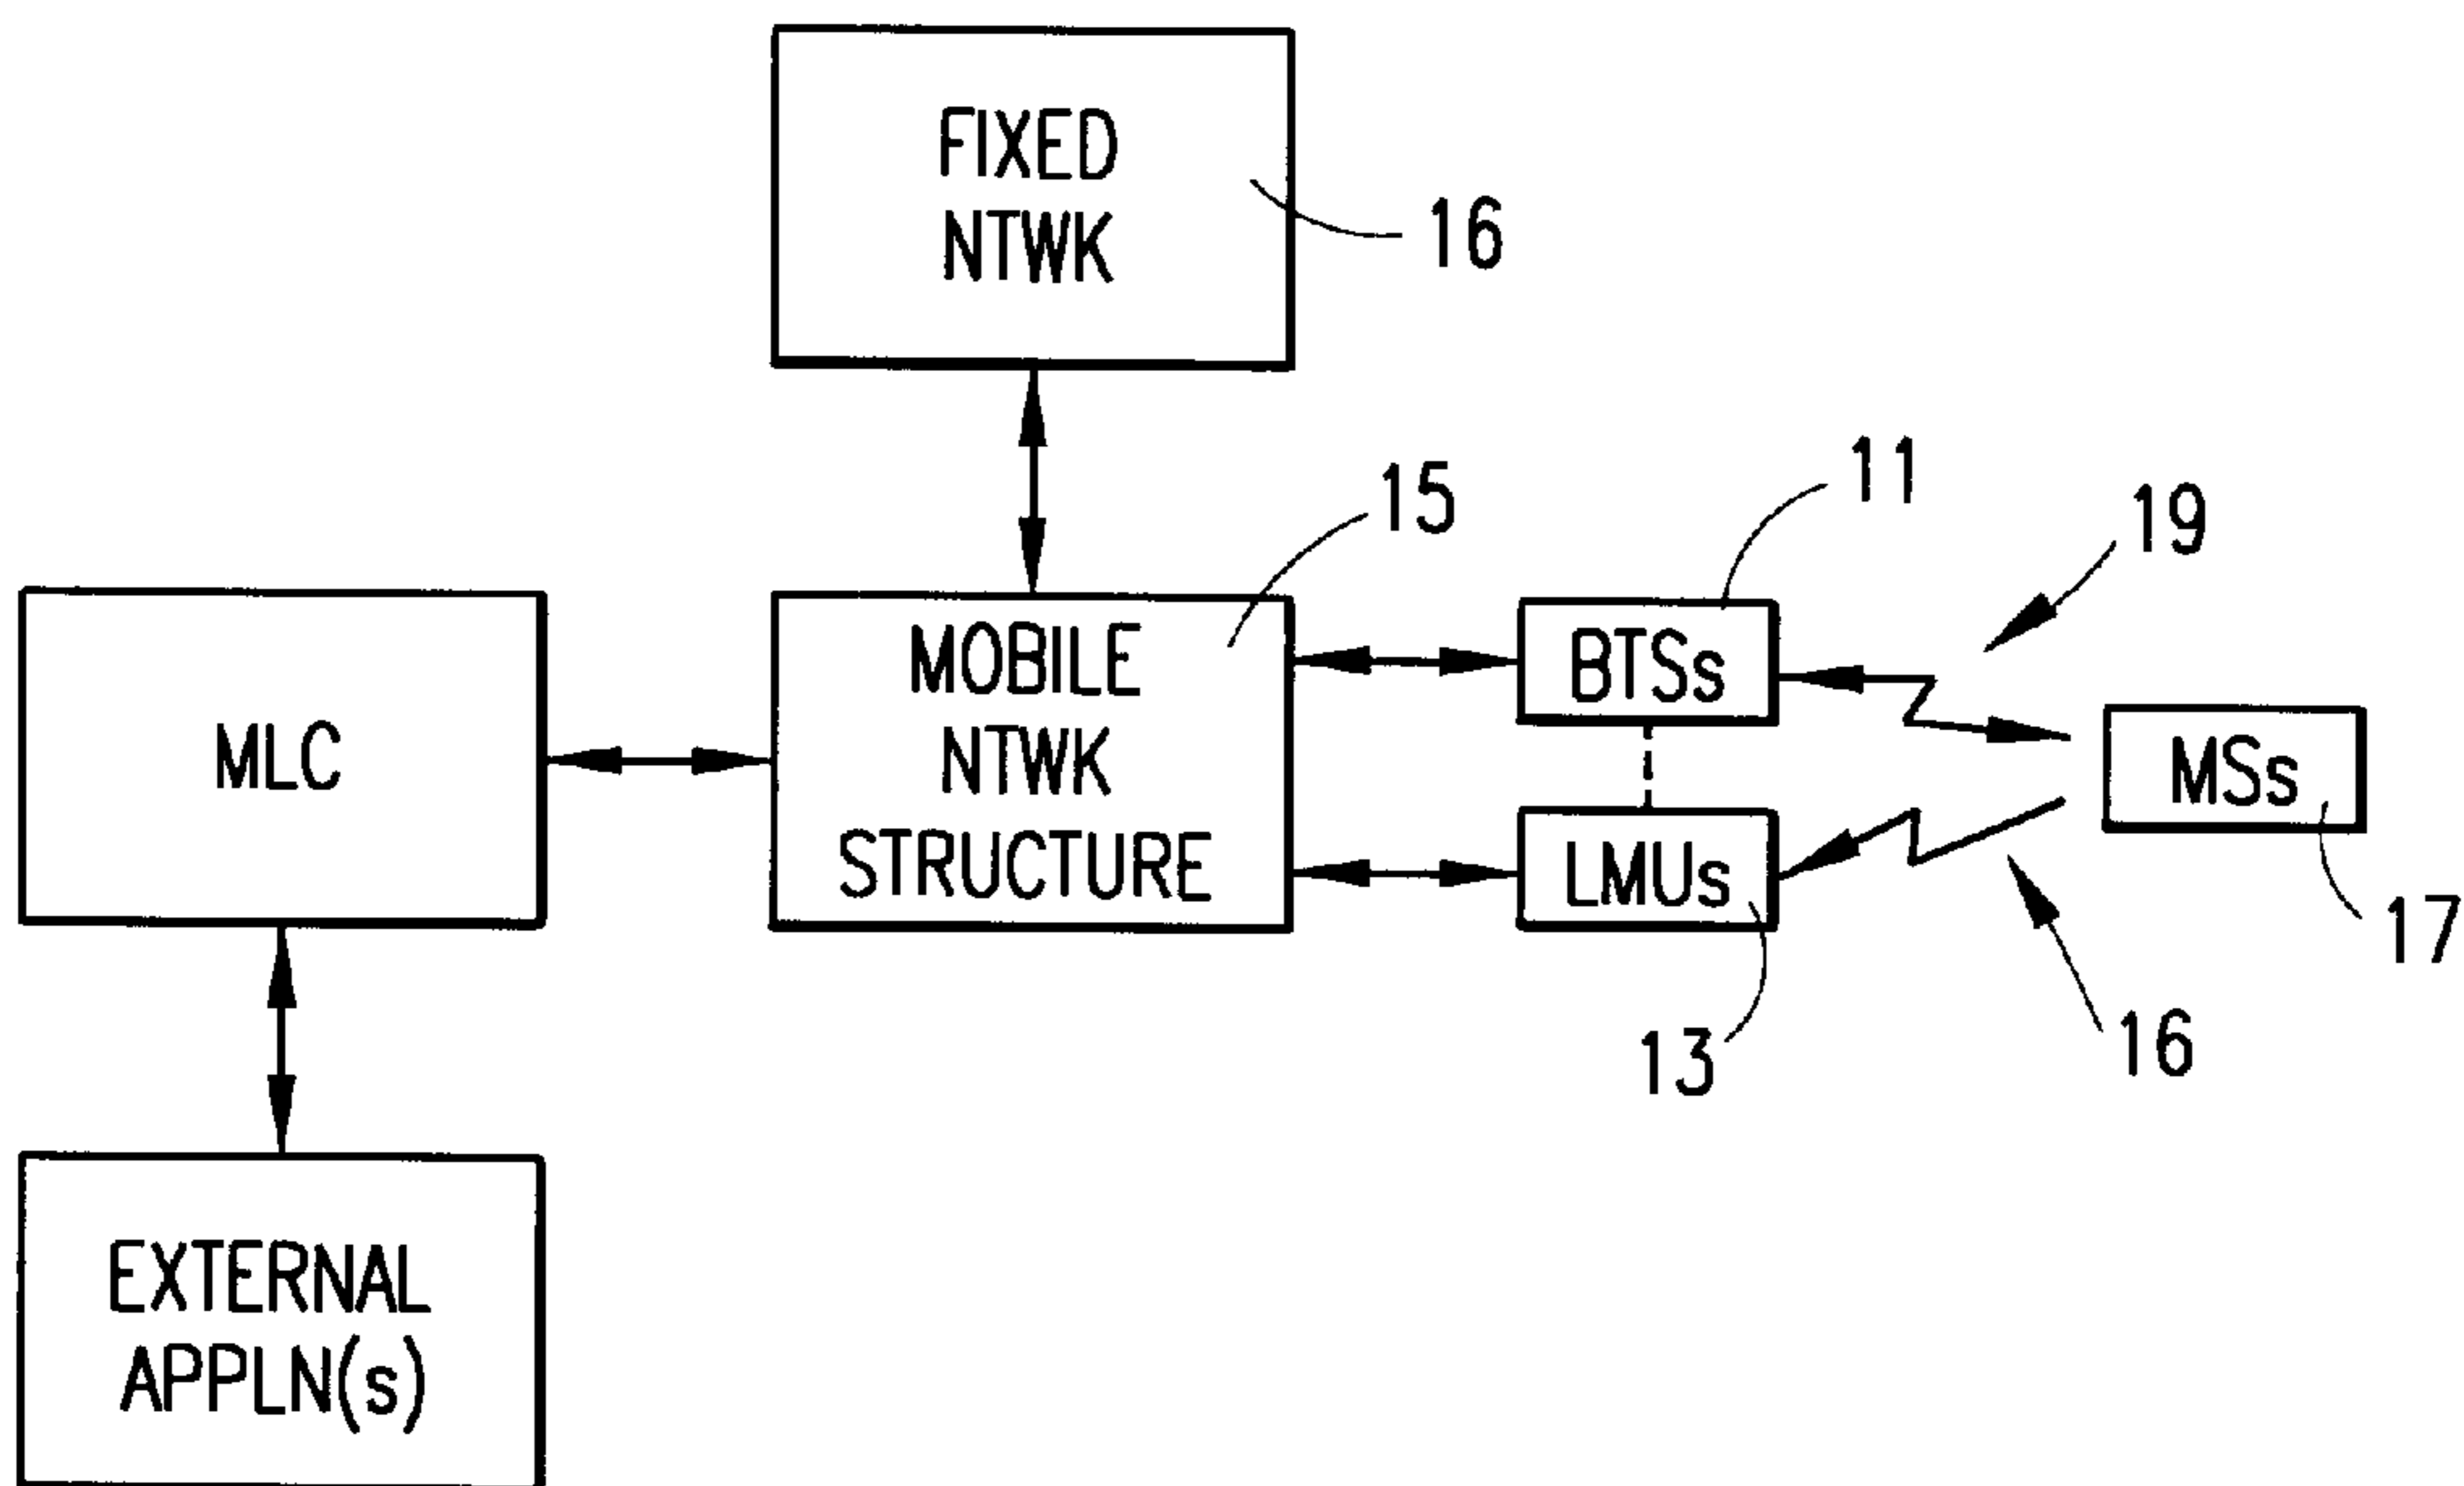 FIXED
NTWK
16
15
11
19
MLC
MOBILE
NTWK
STRUCTURE
BTSs
LMUs
MSs
17
13
16
EXTERNAL
APPLN(s)